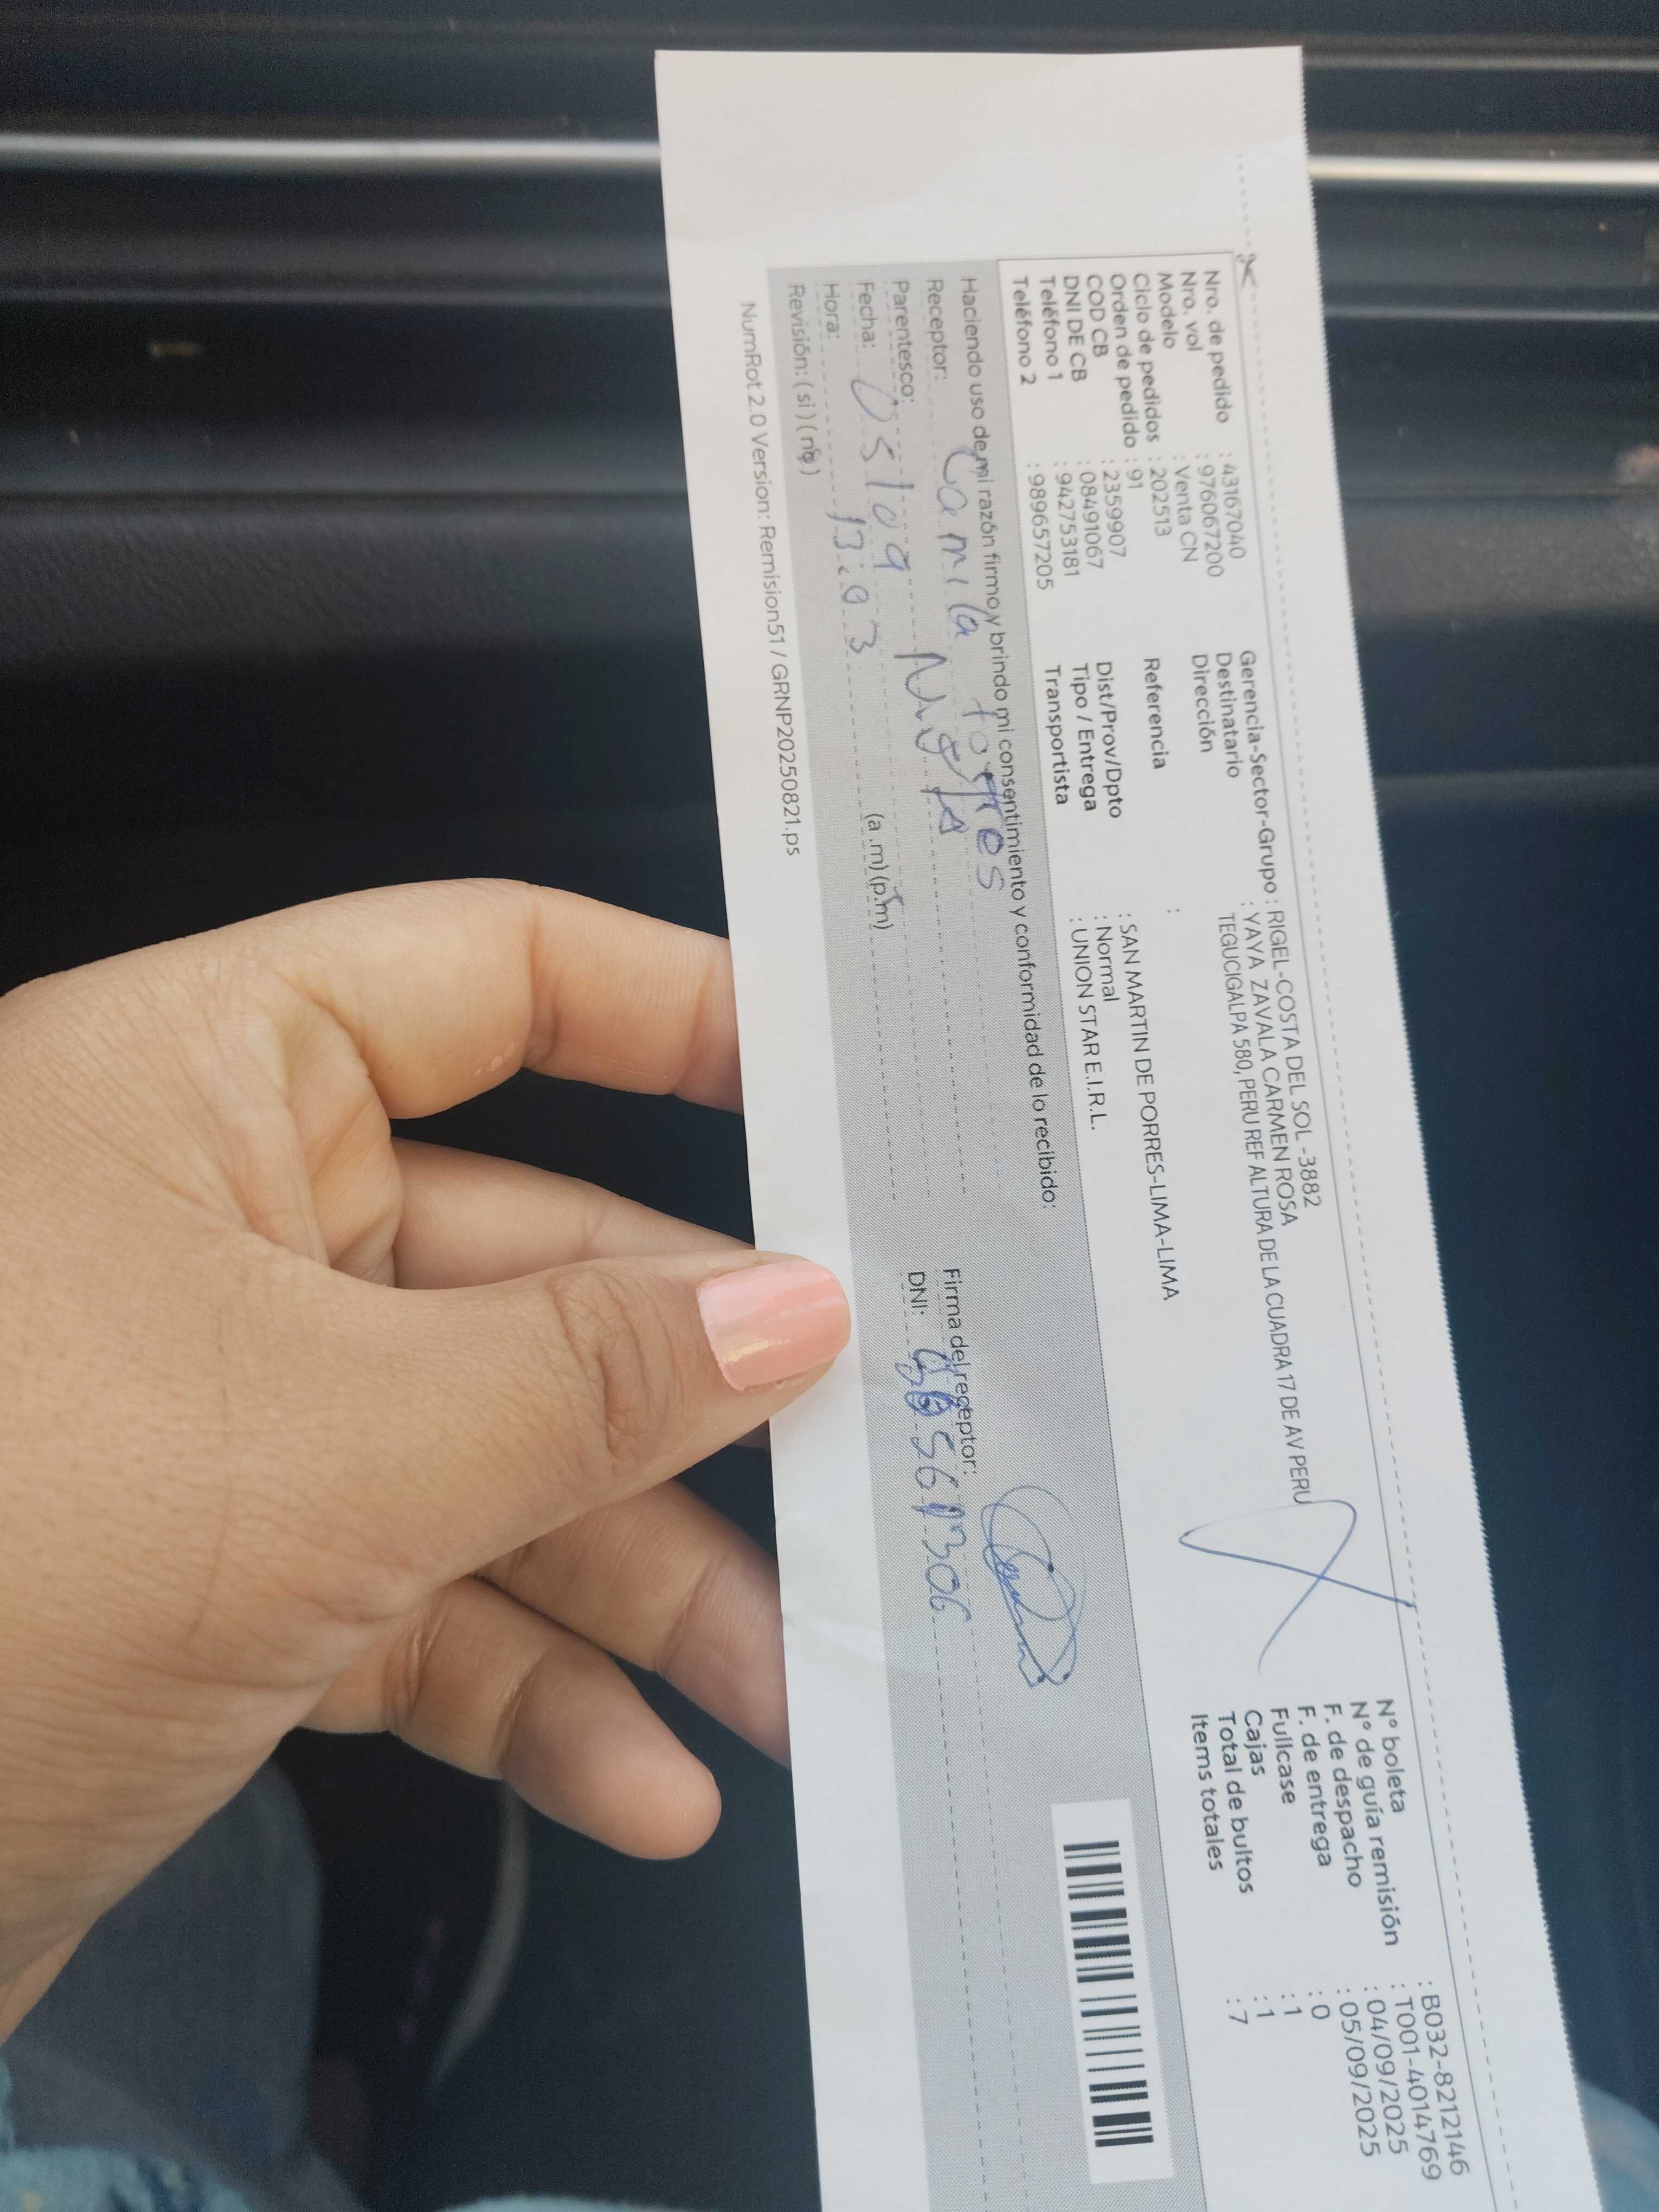 Nro. de pedido : 43167040
Nro. vol : 976067200
Modelo : Venta CN
Ciclo de pedidos : 202513
Orden de pedido : 91
COD CB : 2359907
DNI DE CB : 08491067
Teléfono 1 : 942753181
Teléfono 2 : 989657205
Gerencia-Sector-Grupo : RIGEL-COSTA DEL SOL -3882
Destinatario : YAYA ZAVALA CARMEN ROSA
Dirección TEGUCIGALPA 580, PERU REF ALTURA DE LA CUADRA 17 DE AV PERU
Referencia :
Dist/Prov/Dpto : SAN MARTIN DE PORRES-LIMA-LIMA
Tipo / Entrega : Normal
Transportista : UNION STAR E.I.R.L.
N° boleta : B032-8212146
N° de guía remisión : T001-4014769
F. de despacho : 04/09/2025
F. de entrega : 05/09/2025
Fullcase : 0
Cajas : 1
Total de bultos : 1
Items totales : 7
Haciendo uso de mi razón firmo y brindo mi consentimiento y conformidad de lo recibido:
Receptor: Camila torres
Parentesco: Nieta
Fecha: 05/09
Hora: 13:03 (a.m) (p.m)
Revisión: (si) (no)
Firma del receptor:
DNI:
NumRot 2.0 Version: Remision51 / GRNP20250821.ps